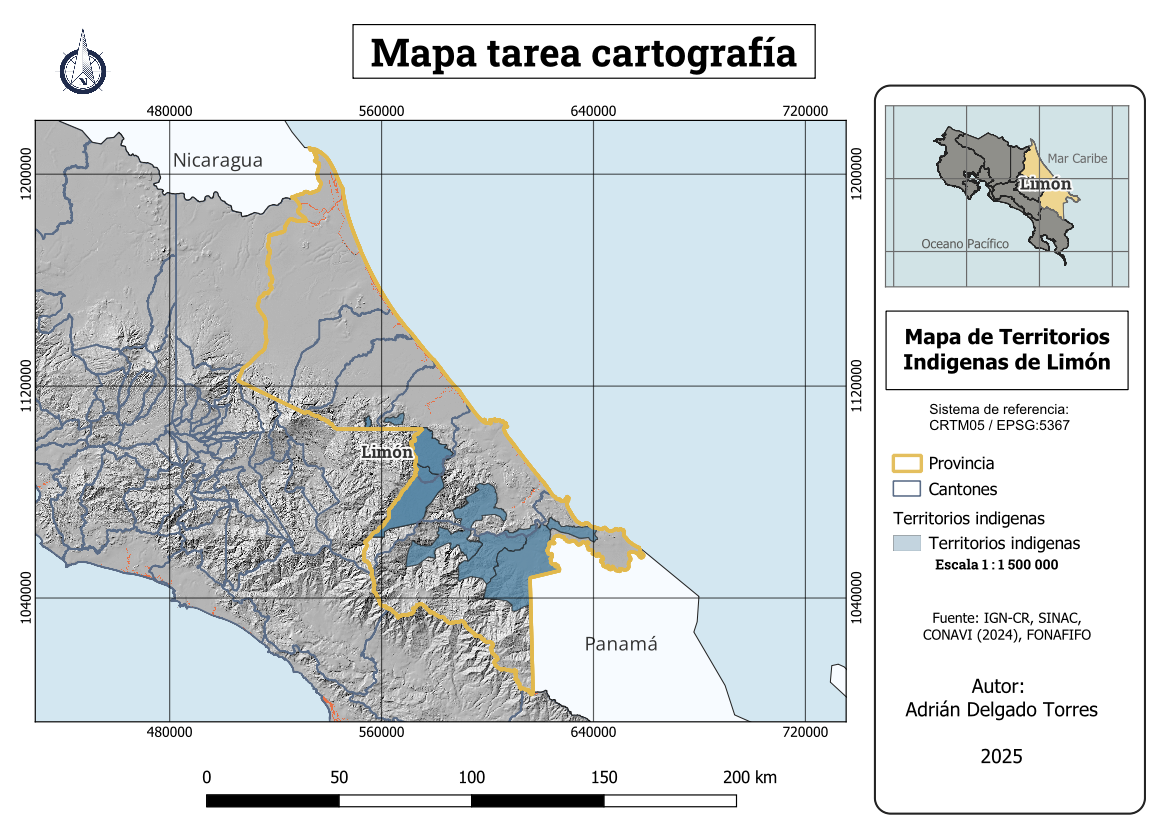 Mapa tarea cartografía
480000
560000
640000
720000
1200000
1120000
1040000
Nicaragua
Limón
Panamá
1200000
1120000
1040000
480000
560000
640000
720000
0
50
100
150
200 km
Mar Caribe
Limón
Oceano Pacífico
Mapa de Territorios
Indigenas de Limón
Sistema de referencia:
CRTM05 / EPSG:5367
Provincia
Cantones
Territorios indigenas
Territorios indigenas
Escala 1 : 1 500 000
Fuente: IGN-CR, SINAC,
CONAVI (2024), FONAFIFO
Autor:
Adrián Delgado Torres
2025